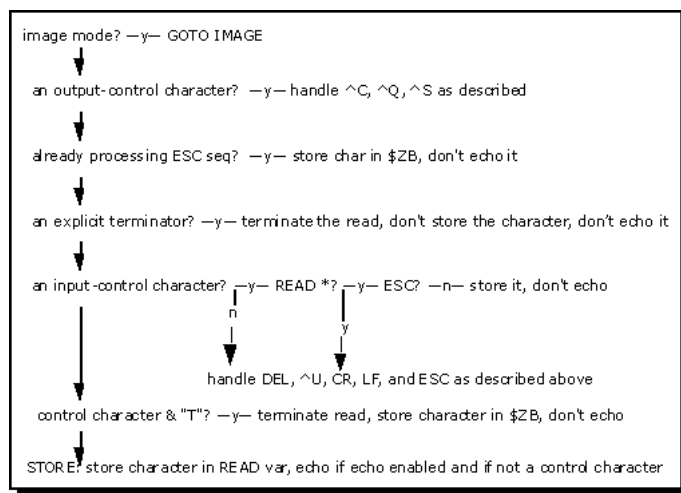 image mode? —y— GOTO IMAGE
an output-control character? —y— handle ^C, ^Q, ^S as described
already processing ESC seq? —y— store char in $ZB, don't echo it
an explicit terminator? —y— terminate the read, don't store the character, don't echo it
an input-control character? —y— READ *? —y— ESC? —n— store it, don't echo
n
y
handle DEL, ^U, CR, LF, and ESC as described above
control character & "T"? —y— terminate read, store character in $ZB, don't echo
STORE: store character in READ var, echo if echo enabled and if not a control character